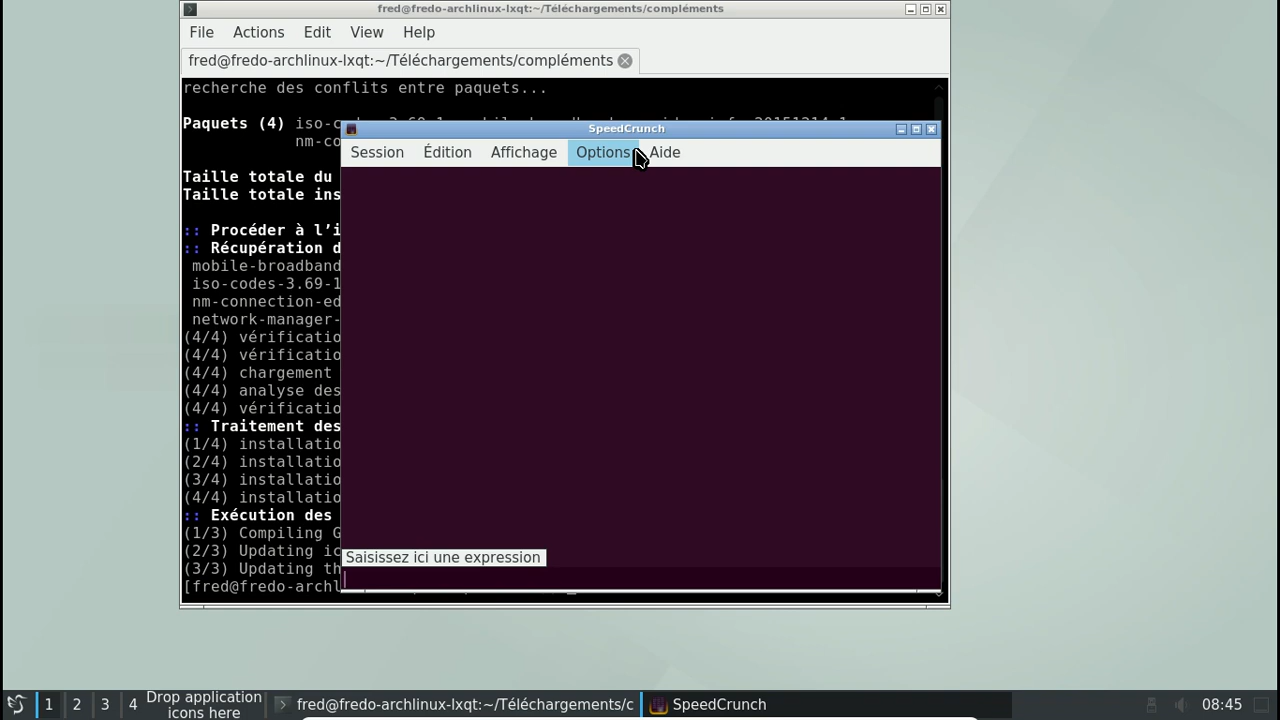 fred@fredo-archlinux-lxqt:~/Téléchargements/compléments
File Actions Edit View Help
fred@fredo-archlinux-lxqt:~/Téléchargements/compléments
recherche des conflits entre paquets...
Paquets (4) iso-c
nm-co
Taille totale du
Taille totale ins
:: Procéder à l'i
:: Récupération d
mobile-broadband
iso-codes-3.69-1
nm-connection-ed
network-manager-
(4/4) vérificatio
(4/4) vérificatio
(4/4) chargement
(4/4) analyse des
(4/4) vérificatio
:: Traitement des
(1/4) installatio
(2/4) installatio
(3/4) installatio
(4/4) installatio
:: Exécution des
(1/3) Compiling G
(2/3) Updating ic
(3/3) Updating th
[fred@fredo-archl
SpeedCrunch
Session Édition Affichage Options Aide
Saisissez ici une expression
1 2 3 4 Drop application icons here fred@fredo-archlinux-lxqt:~/Téléchargements/c SpeedCrunch 08:45